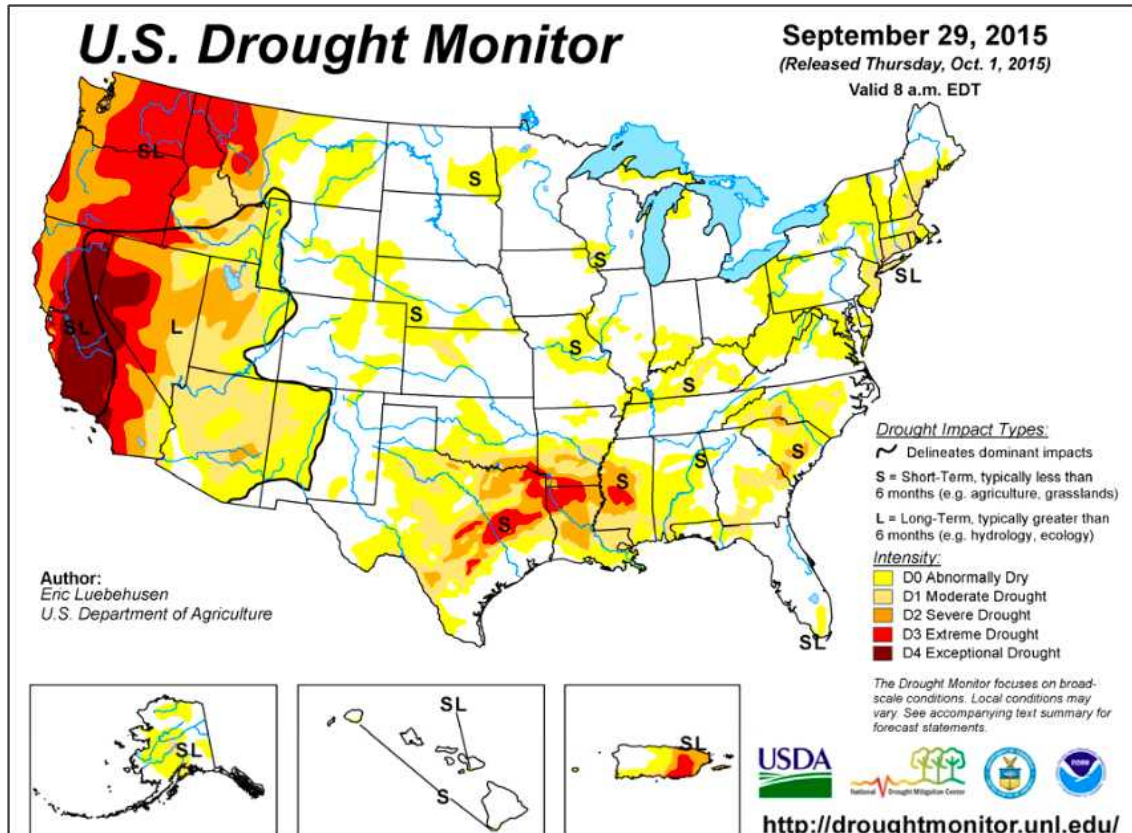 U.S. Drought Monitor
September 29, 2015
(Released Thursday, Oct. 1, 2015)
Valid 8 a.m. EDT
SL
S
S
SL
SL
L
S
S
S
S
S
S
S
SL
Drought Impact Types:
Delineates dominant impacts
S = Short-Term, typically less than
6 months (e.g. agriculture, grasslands)
L = Long-Term, typically greater than
6 months (e.g. hydrology, ecology)
Intensity:
D0 Abnormally Dry
D1 Moderate Drought
D2 Severe Drought
D3 Extreme Drought
D4 Exceptional Drought
Author:
Eric Luebehusen
U.S. Department of Agriculture
The Drought Monitor focuses on broad-
scale conditions. Local conditions may
vary. See accompanying text summary for
forecast statements.
SL
SL
S
SL
USDA
National Drought Mitigation Center
http://droughtmonitor.unl.edu/